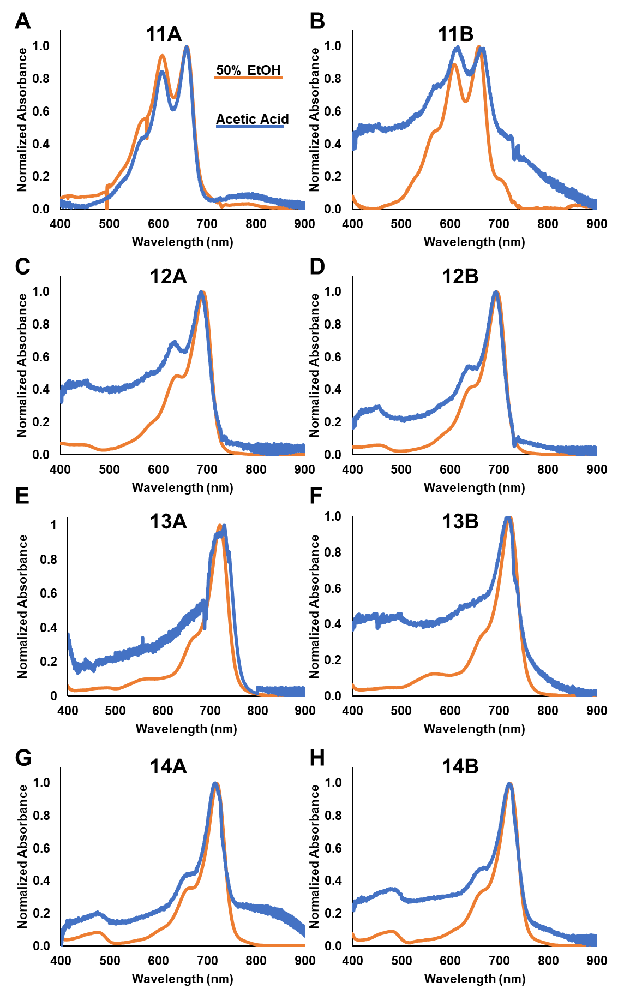 A
11A
1.0
0.8
0.6
0.4
0.2
0.0
Normalized Absorbance
50% EtOH
Acetic Acid
400 500 600 700 800 900
Wavelength (nm)
B
11B
1.0
0.8
0.6
0.4
0.2
0.0
Normalized Absorbance
400 500 600 700 800 900
Wavelength (nm)
C
12A
1.0
0.8
0.6
0.4
0.2
0.0
Normalized Absorbance
400 500 600 700 800 900
Wavelength (nm)
D
12B
1.0
0.8
0.6
0.4
0.2
0.0
Normalized Absorbance
400 500 600 700 800 900
Wavelength (nm)
E
13A
1
0.8
0.6
0.4
0.2
0
Normalized Absorbance
400 500 600 700 800 900
Wavelength (nm)
F
13B
1.0
0.8
0.6
0.4
0.2
0.0
Normalized Absorbance
400 500 600 700 800 900
Wavelength (nm)
G
14A
1.0
0.8
0.6
0.4
0.2
0.0
Normalized Absorbance
400 500 600 700 800 900
Wavelength (nm)
H
14B
1.0
0.8
0.6
0.4
0.2
0.0
Normalized Absorbance
400 500 600 700 800 900
Wavelength (nm)